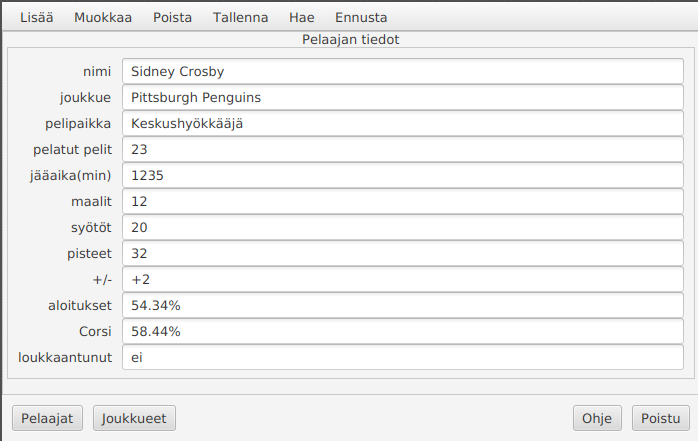 Lisää Muokkaa Poista Tallenna Hae Ennusta
Pelaajan tiedot
nimi Sidney Crosby
joukkue Pittsburgh Penguins
pelipaikka Keskushyökkääjä
pelatut pelit 23
jääaika(min) 1235
maalit 12
syötöt 20
pisteet 32
+/- +2
aloitukset 54.34%
Corsi 58.44%
loukkaantunut ei
Pelaajat Joukkueet Ohje Poistu